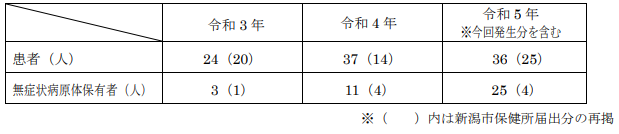 令和3年 令和4年 令和5年
※今回発生分を含む
患者（人） 24（20） 37（14） 36（25）
無症状病原体保有者（人） 3（1） 11（4） 25（4）
※（　　）内は新潟市保健所届出分の再掲